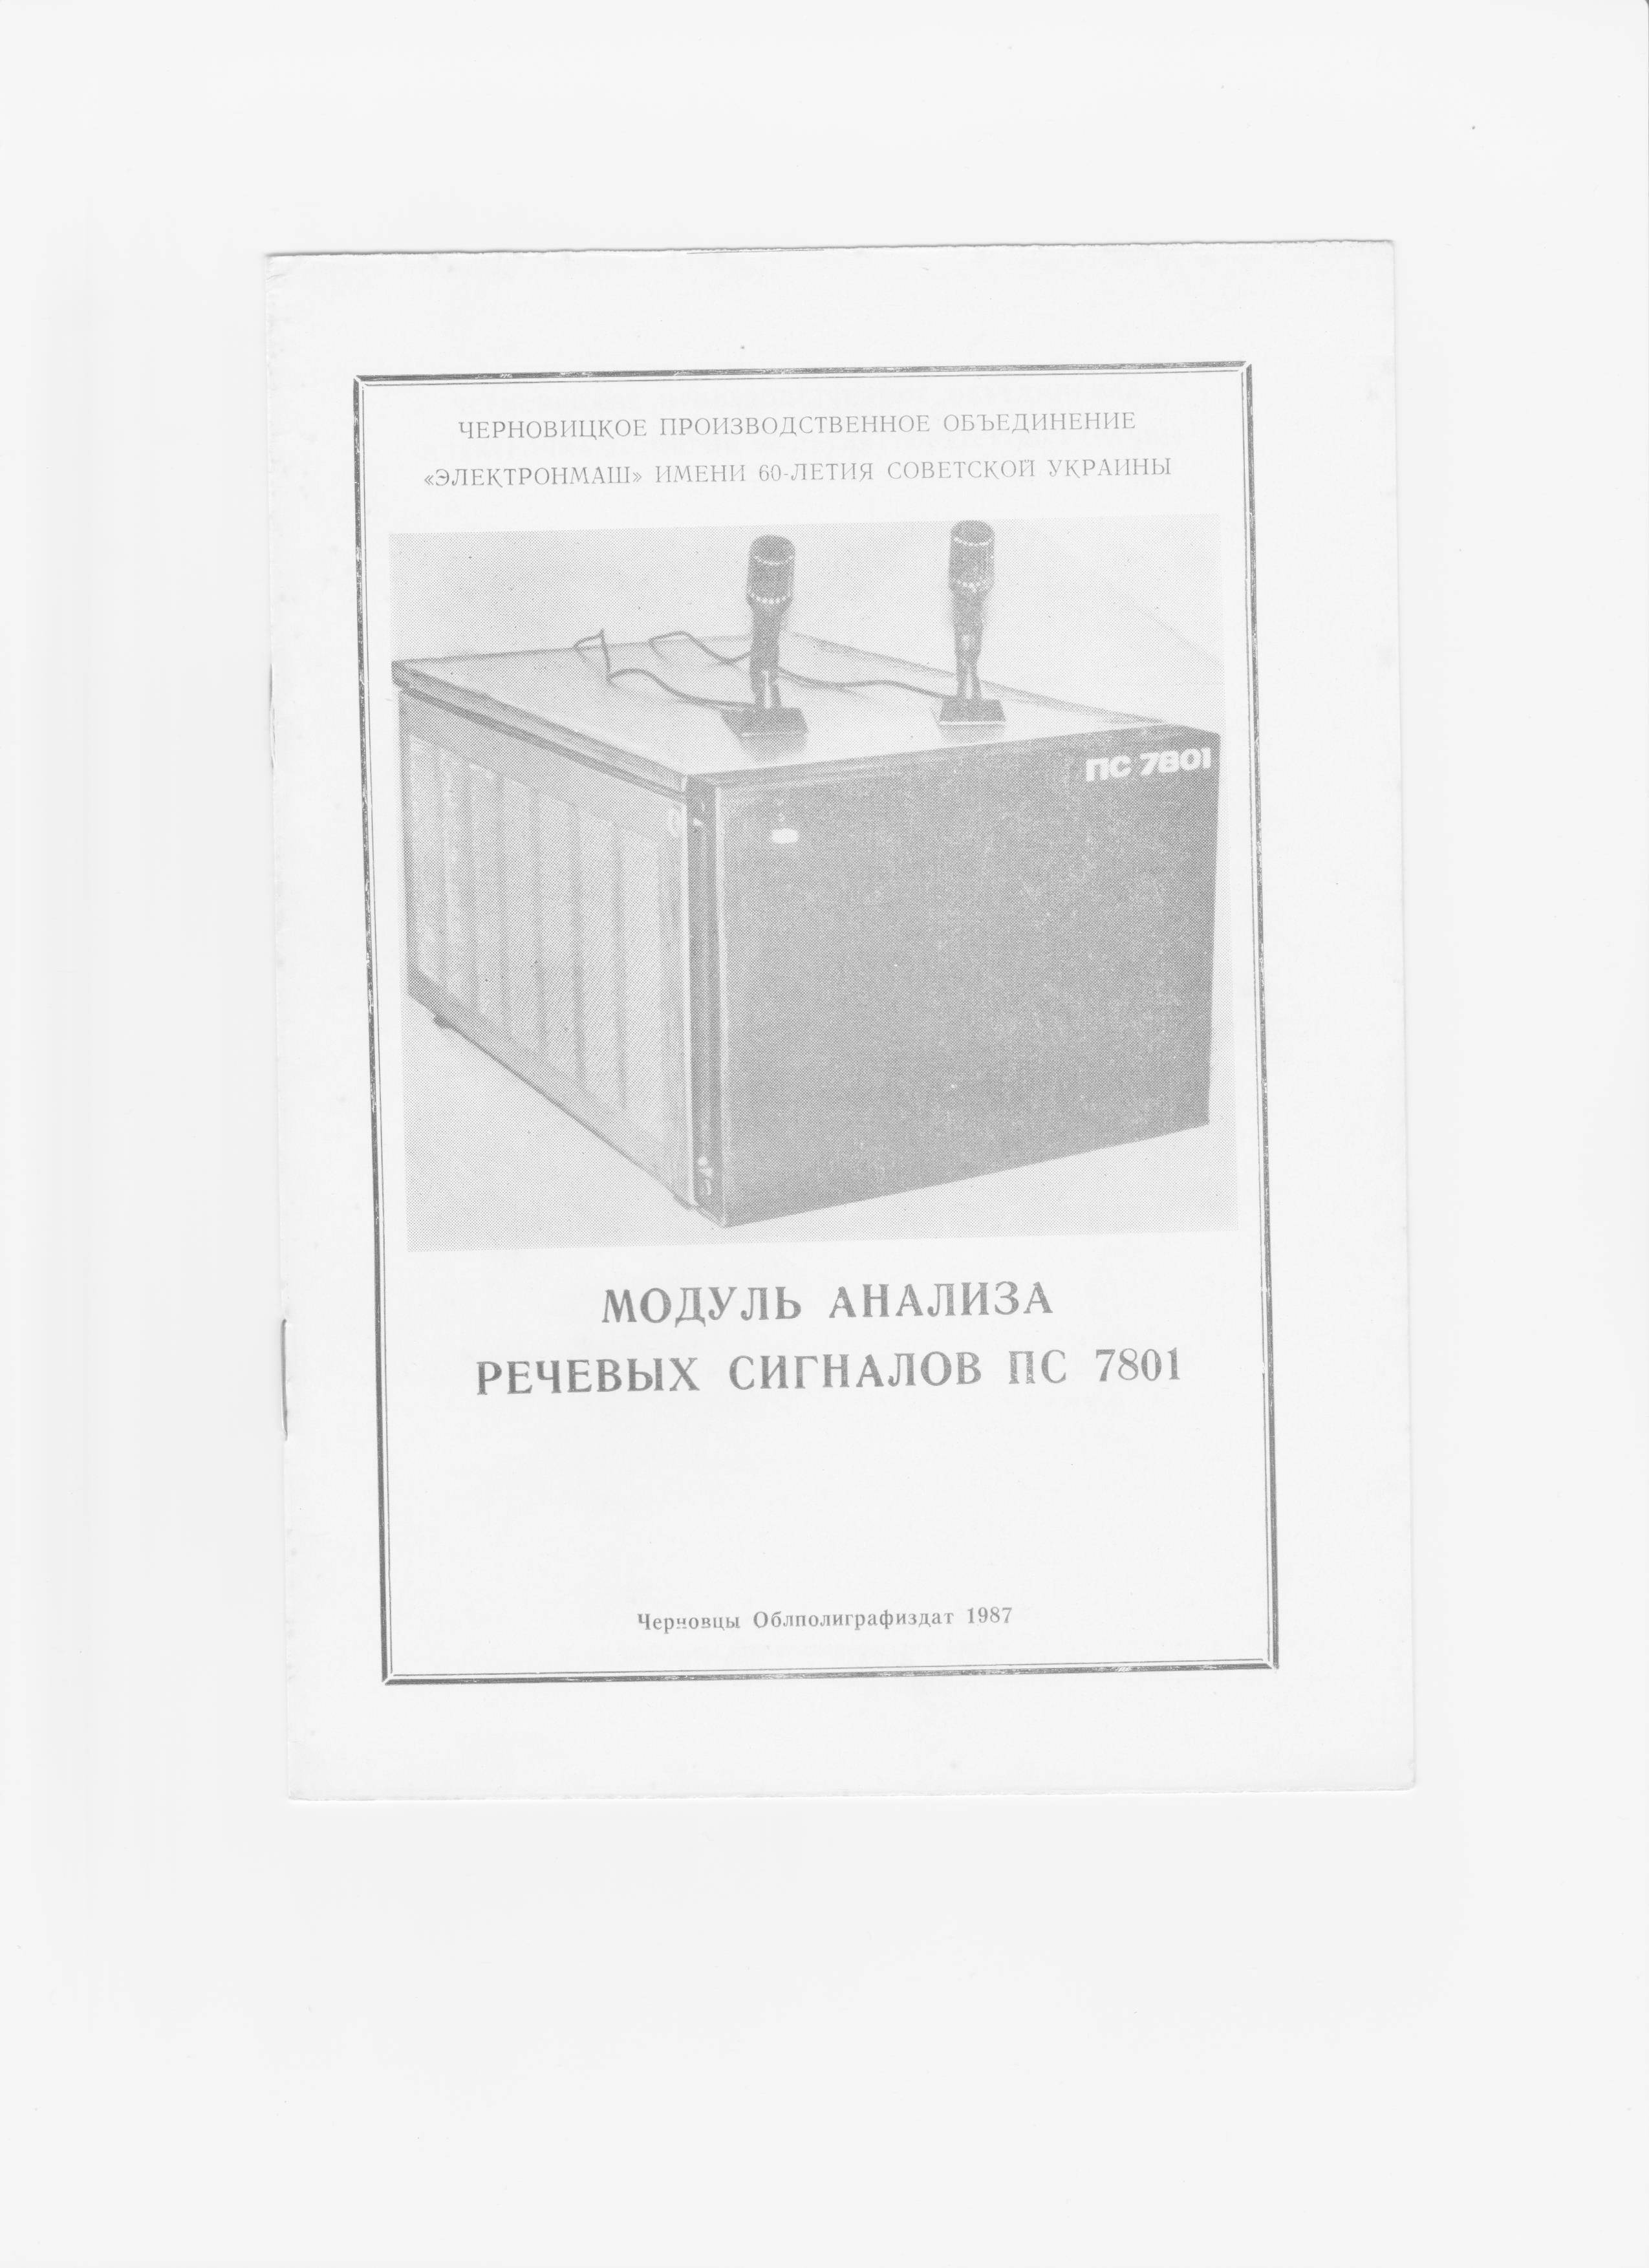 ЧЕРНОВИЦКОЕ ПРОИЗВОДСТВЕННОЕ ОБЪЕДИНЕНИЕ
«ЭЛЕКТРОНМАШ» ИМЕНИ 60-ЛЕТИЯ СОВЕТСКОЙ УКРАИНЫ
ПС 7801
МОДУЛЬ АНАЛИЗА
РЕЧЕВЫХ СИГНАЛОВ ПС 7801
Черновцы Облполиграфиздат 1987